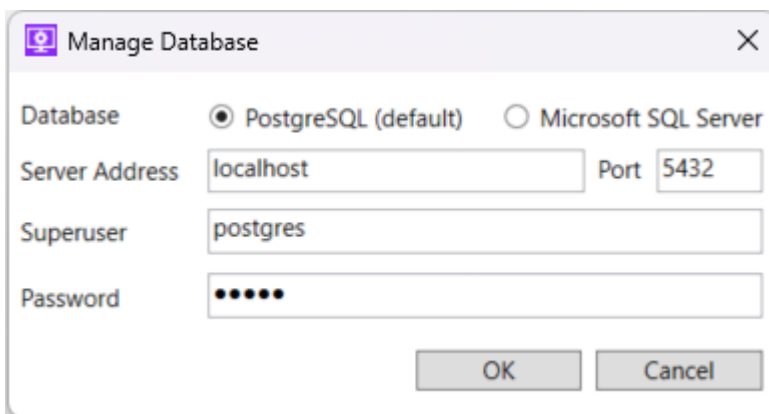 Manage Database
Database PostgreSQL (default) Microsoft SQL Server
Server Address localhost Port 5432
Superuser postgres
Password •••••
OK Cancel